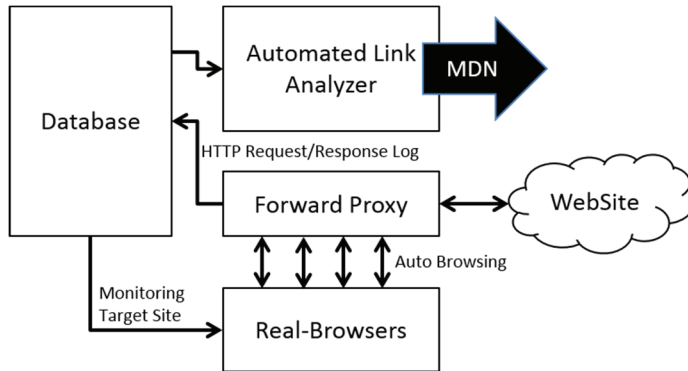 Automated Link
Analyzer
MDN
Database
HTTP Request/Response Log
Forward Proxy
WebSite
Auto Browsing
Monitoring
Target Site
Real-Browsers